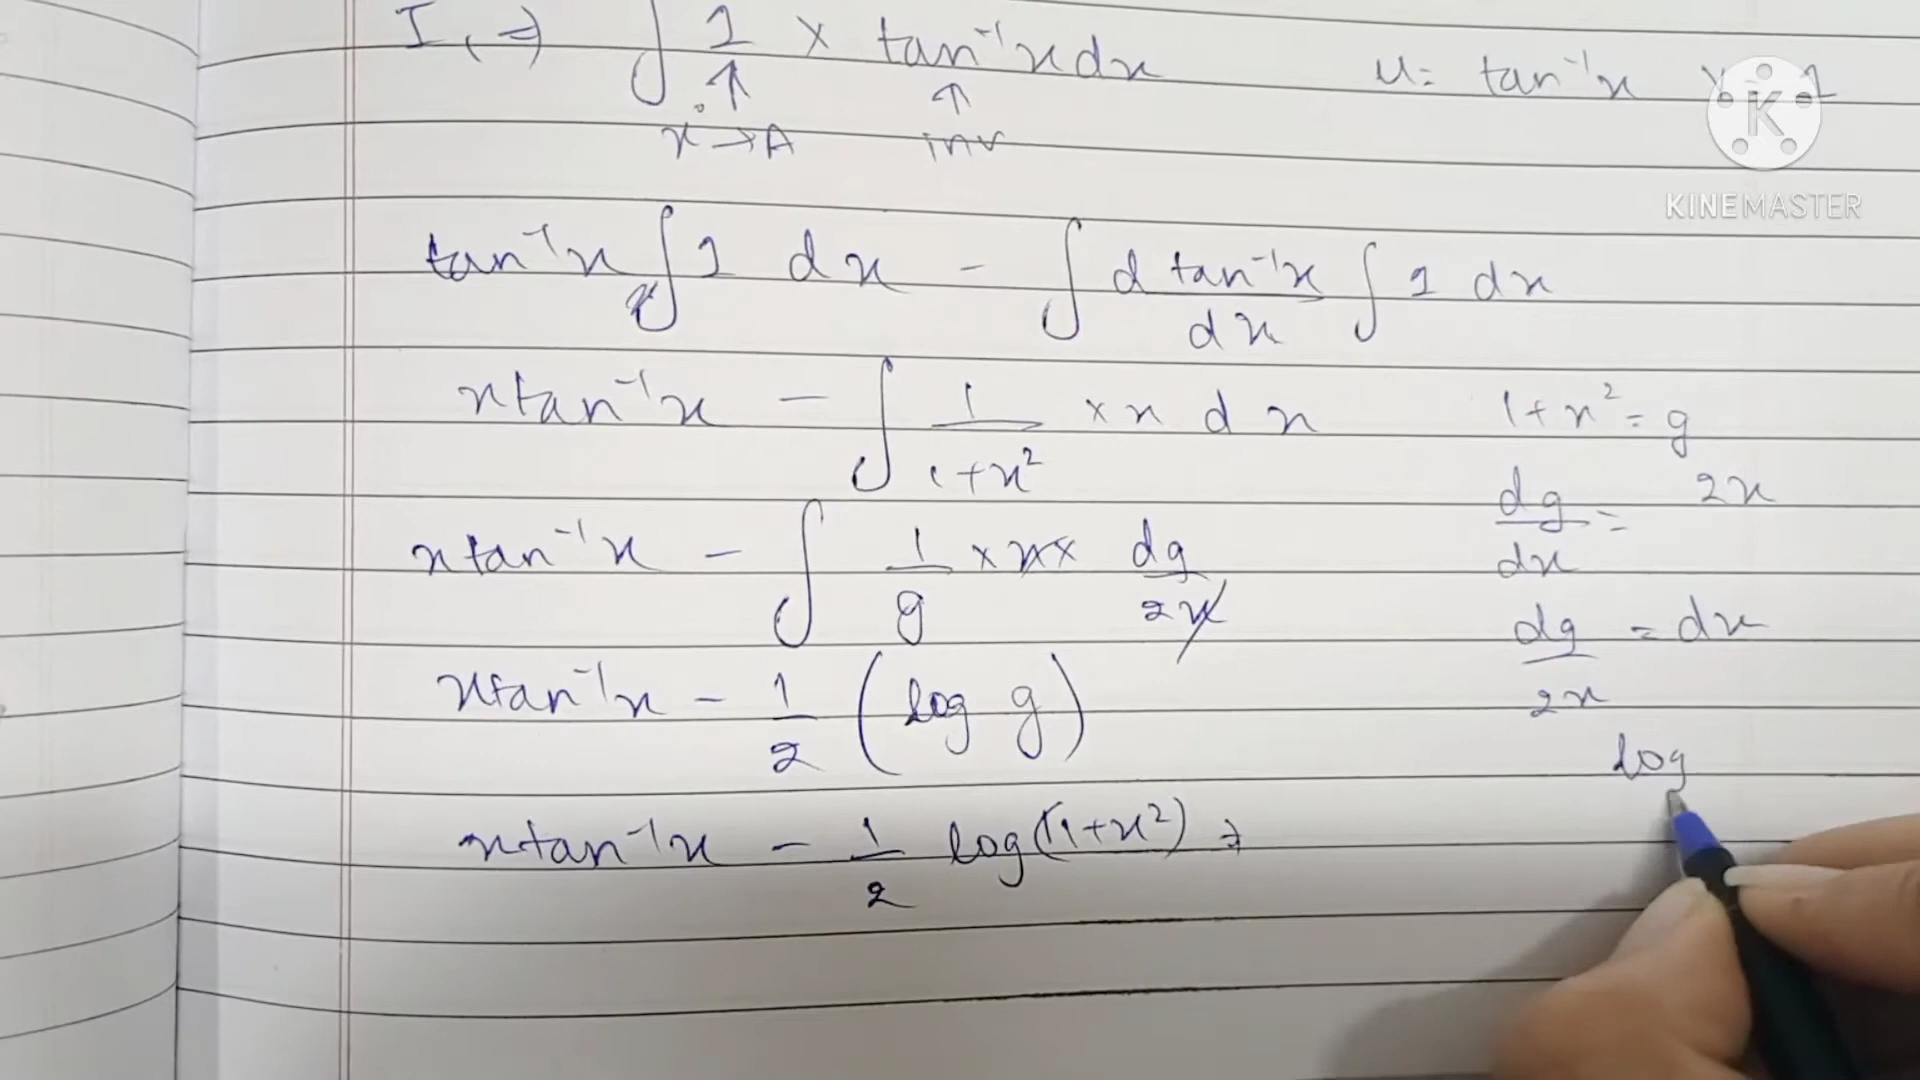 I₁ ⇒ ∫ 1 × tan⁻¹x dx u = tan⁻¹x
x → A inv
KINEMASTER
tan⁻¹x ∫ 1 dx - ∫ d tan⁻¹x / dx ∫ 1 dx
x
x tan⁻¹x - ∫ 1 / 1+x² × x dx
1+x² = g
dg / dx = 2x
x tan⁻¹x - ∫ 1 / g × x × dg / 2x
dg / 2x = dx
x tan⁻¹x - 1 / 2 (log g)
log
x tan⁻¹x - 1 / 2 log(1+x²)